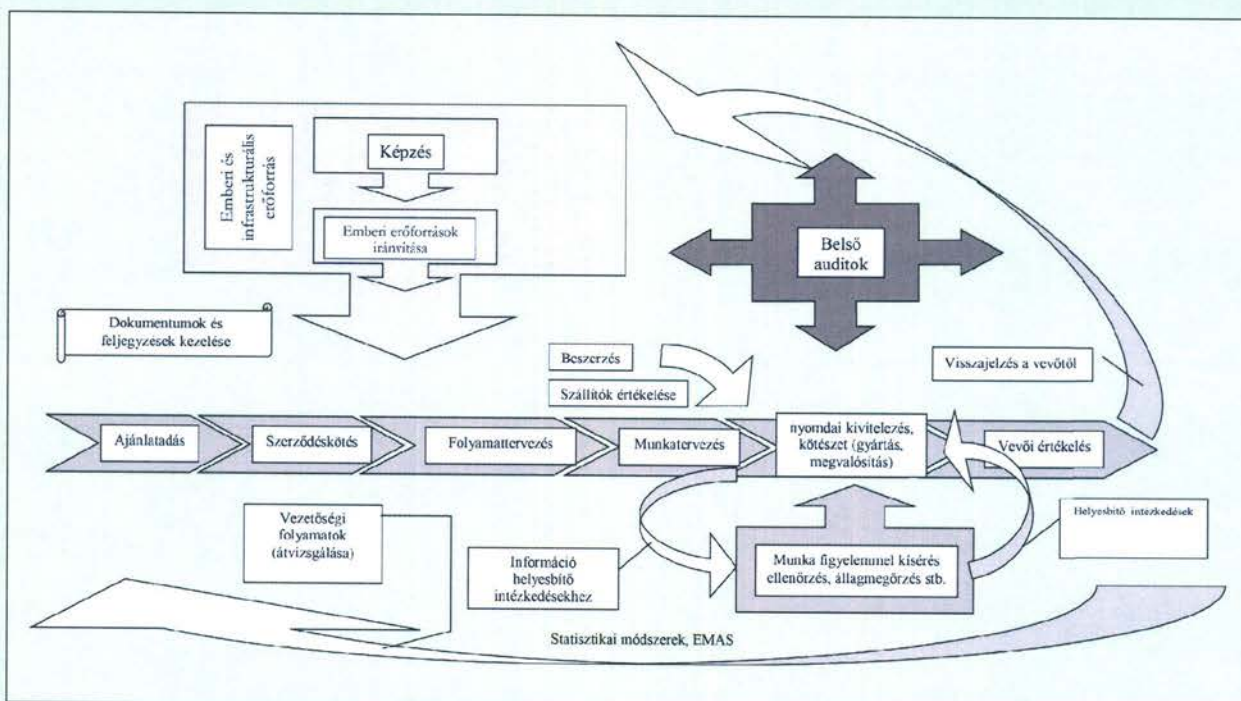 Emberi és
infrastrukturális
erőforrás
Képzés
Emberi erőforrások
irányítása
Belső
auditok
Dokumentumok és
feljegyzések kezelése
Beszerzés
Szállítók értékelése
Visszajelzés a vevőtől
Ajánlatadás
Szerződéskötés
Folyamattervezés
Munkatervezés
nyomdai kivitelezés,
kötészet (gyártás,
megvalósítás)
Vevői értékelés
Vezetőségi
folyamatok
(átvizsgálása)
Információ
helyesbítő
intézkedésekhez
Munka figyelemmel kísérés
ellenőrzés, állagmegőrzés stb.
Helyesbítő intézkedések
Statisztikai módszerek, EMAS